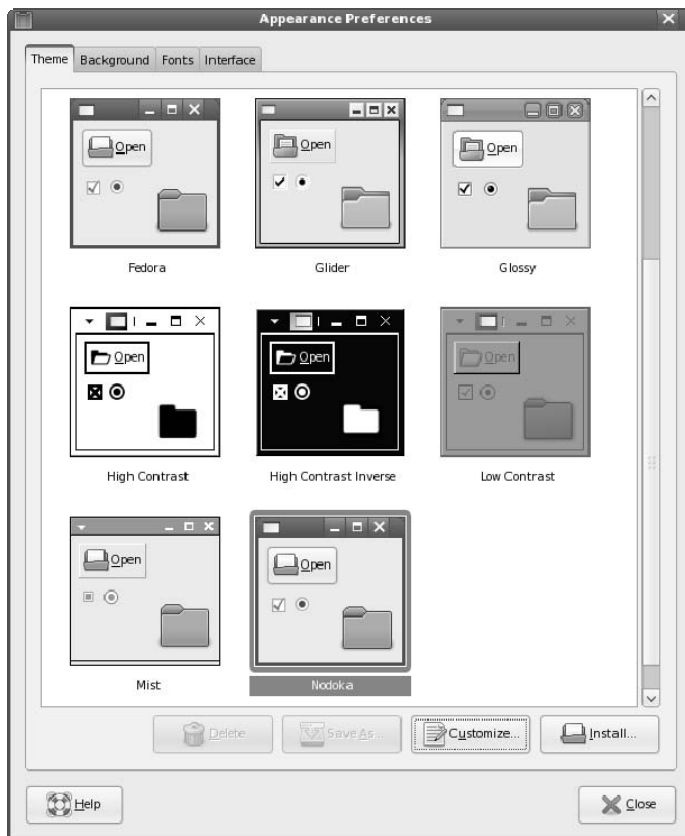 Appearance Preferences
Theme Background Fonts Interface
Open Open Open
Fedora Glider Glossy
Open Open Open
High Contrast High Contrast Inverse Low Contrast
Open Open
Mist Nodoka
Delete Save As... Customize... Install...
Help Close